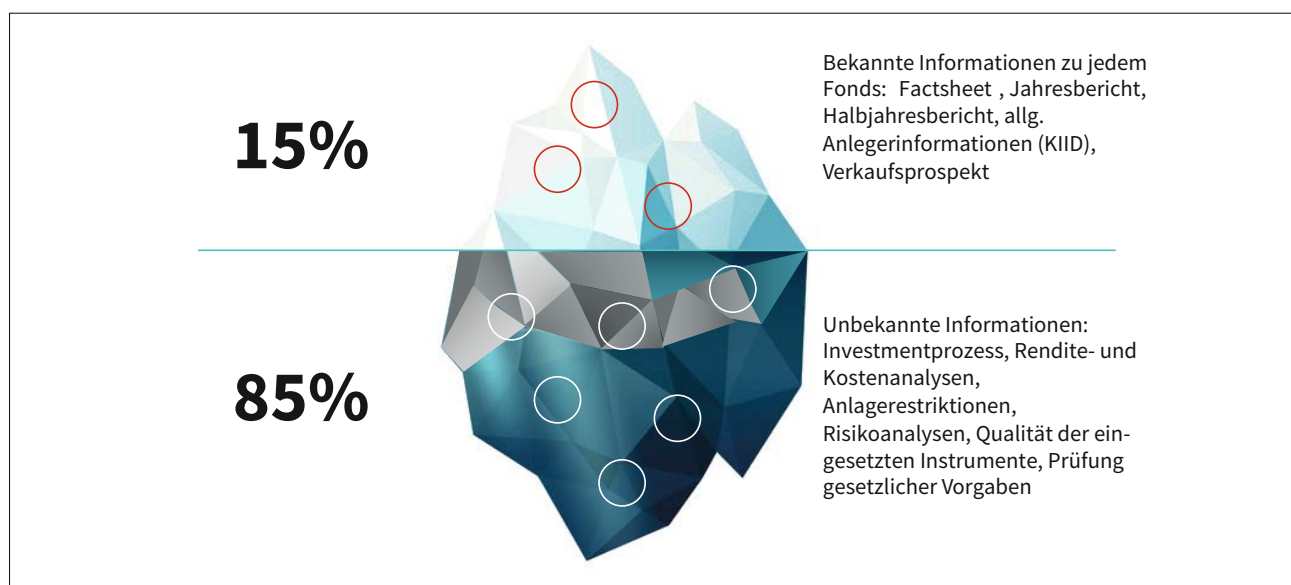 15%
Bekannte Informationen zu jedem
Fonds: Factsheet , Jahresbericht,
Halbjahresbericht, allg.
Anlegerinformationen (KIID),
Verkaufsprospekt
85%
Unbekannte Informationen:
Investmentprozess, Rendite- und
Kostenanalysen,
Anlagerestriktionen,
Risikoanalysen, Qualität der ein-
gesetzten Instrumente, Prüfung
gesetzlicher Vorgaben